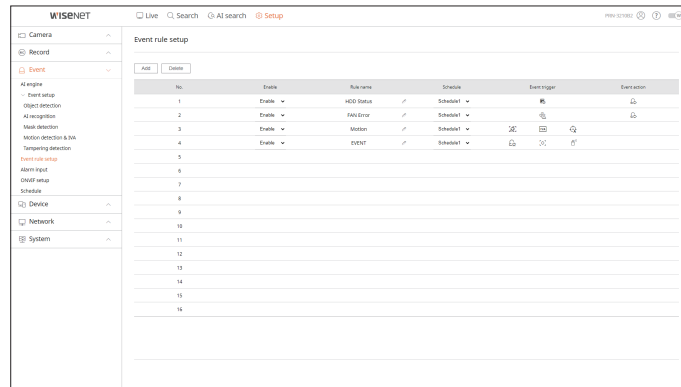 WISENET
Live Search AI search Setup
Camera
Record
Event
AI engine
Event setup
Object detection
AI recognition
Mask detection
Motion detection & IVA
Tampering detection
Event rule setup
Alarm input
ONVIF setup
Schedule
Device
Network
System
Event rule setup
Add Delete
No. Enable Rule name Schedule Event trigger Event action
1 Enable HDD Status Schedule1
2 Enable FAN Error Schedule1
3 Enable Motion Schedule1
4 Enable EVENT Schedule1
5
6
7
8
9
10
11
12
13
14
15
16